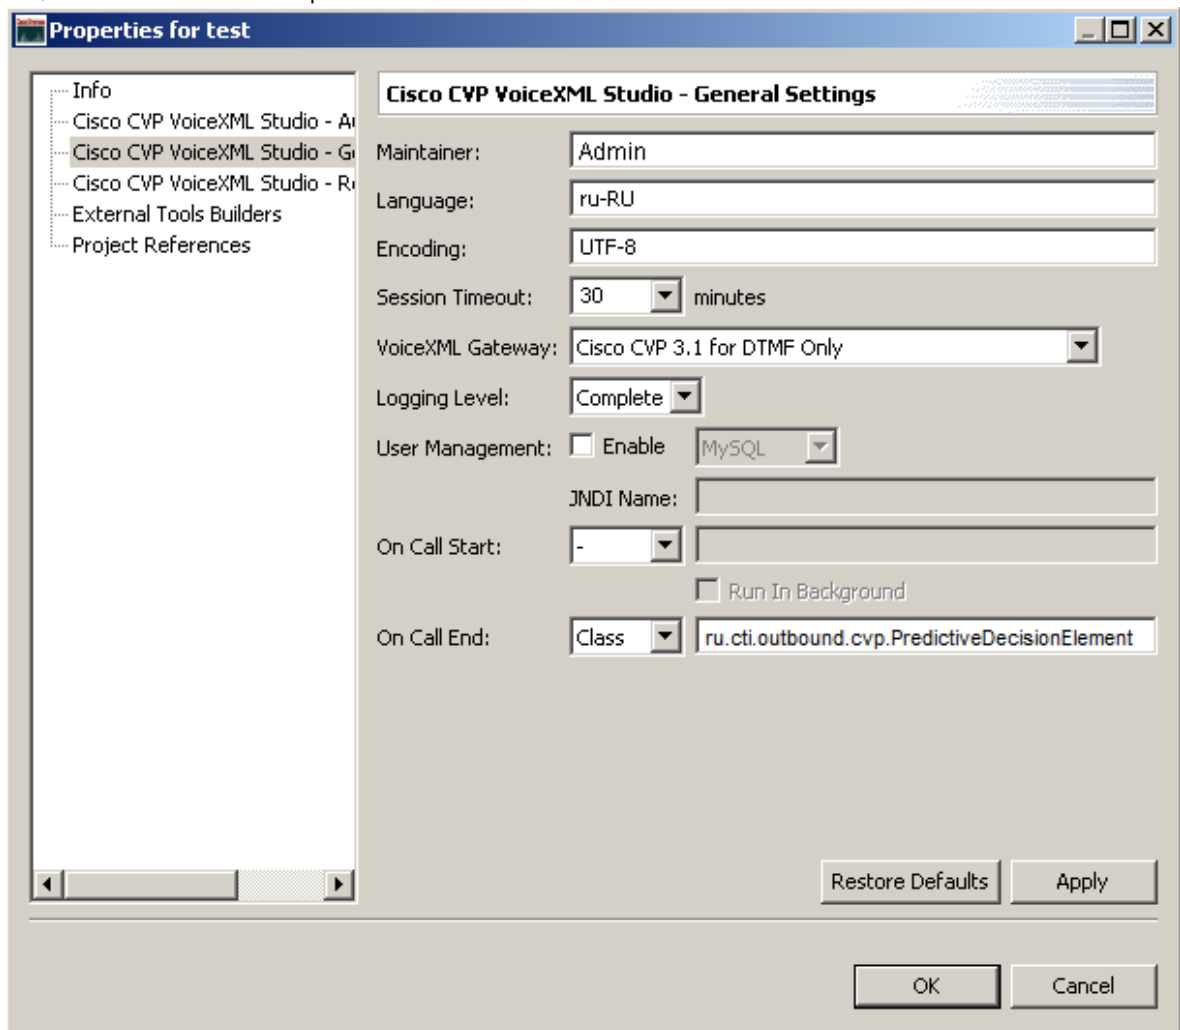 Properties for test
Info
Cisco CVP VoiceXML Studio - A
Cisco CVP VoiceXML Studio - G
Cisco CVP VoiceXML Studio - R
External Tools Builders
Project References
Cisco CVP VoiceXML Studio - General Settings
Maintainer: Admin
Language: ru-RU
Encoding: UTF-8
Session Timeout: 30 minutes
VoiceXML Gateway: Cisco CVP 3.1 for DTMF Only
Logging Level: Complete
User Management: Enable MySQL
JNDI Name:
On Call Start: -
Run In Background
On Call End: Class ru.cti.outbound.cvp.PredictiveDecisionElement
Restore Defaults Apply
OK Cancel